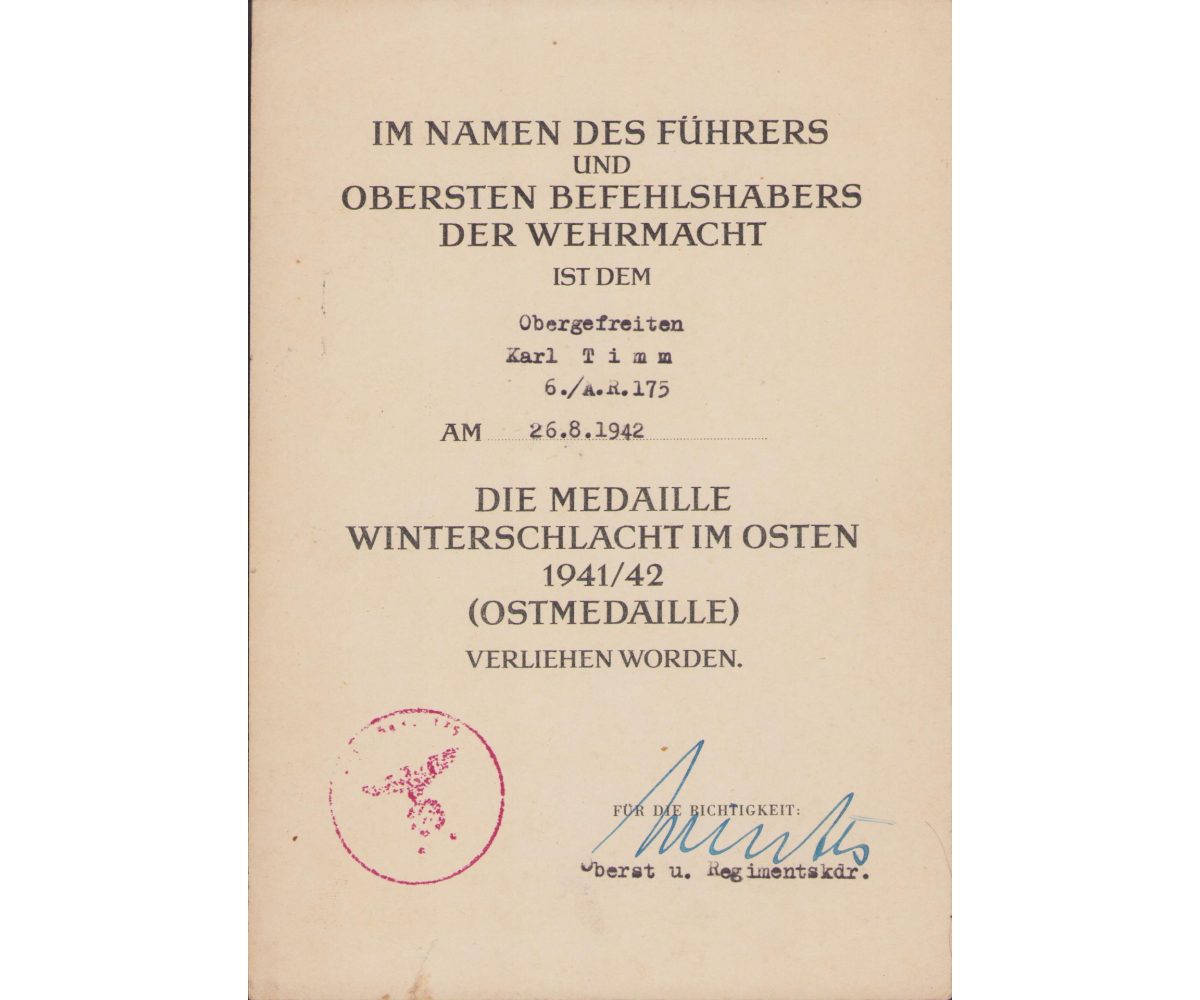 IM NAMEN DES FÜHRERS
UND
OBERSTEN BEFEHLSHABERS
DER WEHRMACHT
IST DEM
Obergefreiten
Karl T i m m
6./A.R.175
AM 26.8.1942
DIE MEDAILLE
WINTERSCHLACHT IM OSTEN
1941/42
(OSTMEDAILLE)
VERLIEHEN WORDEN.
175
FÜR DIE RICHTIGKEIT:
Oberst u. Regimentskdr.